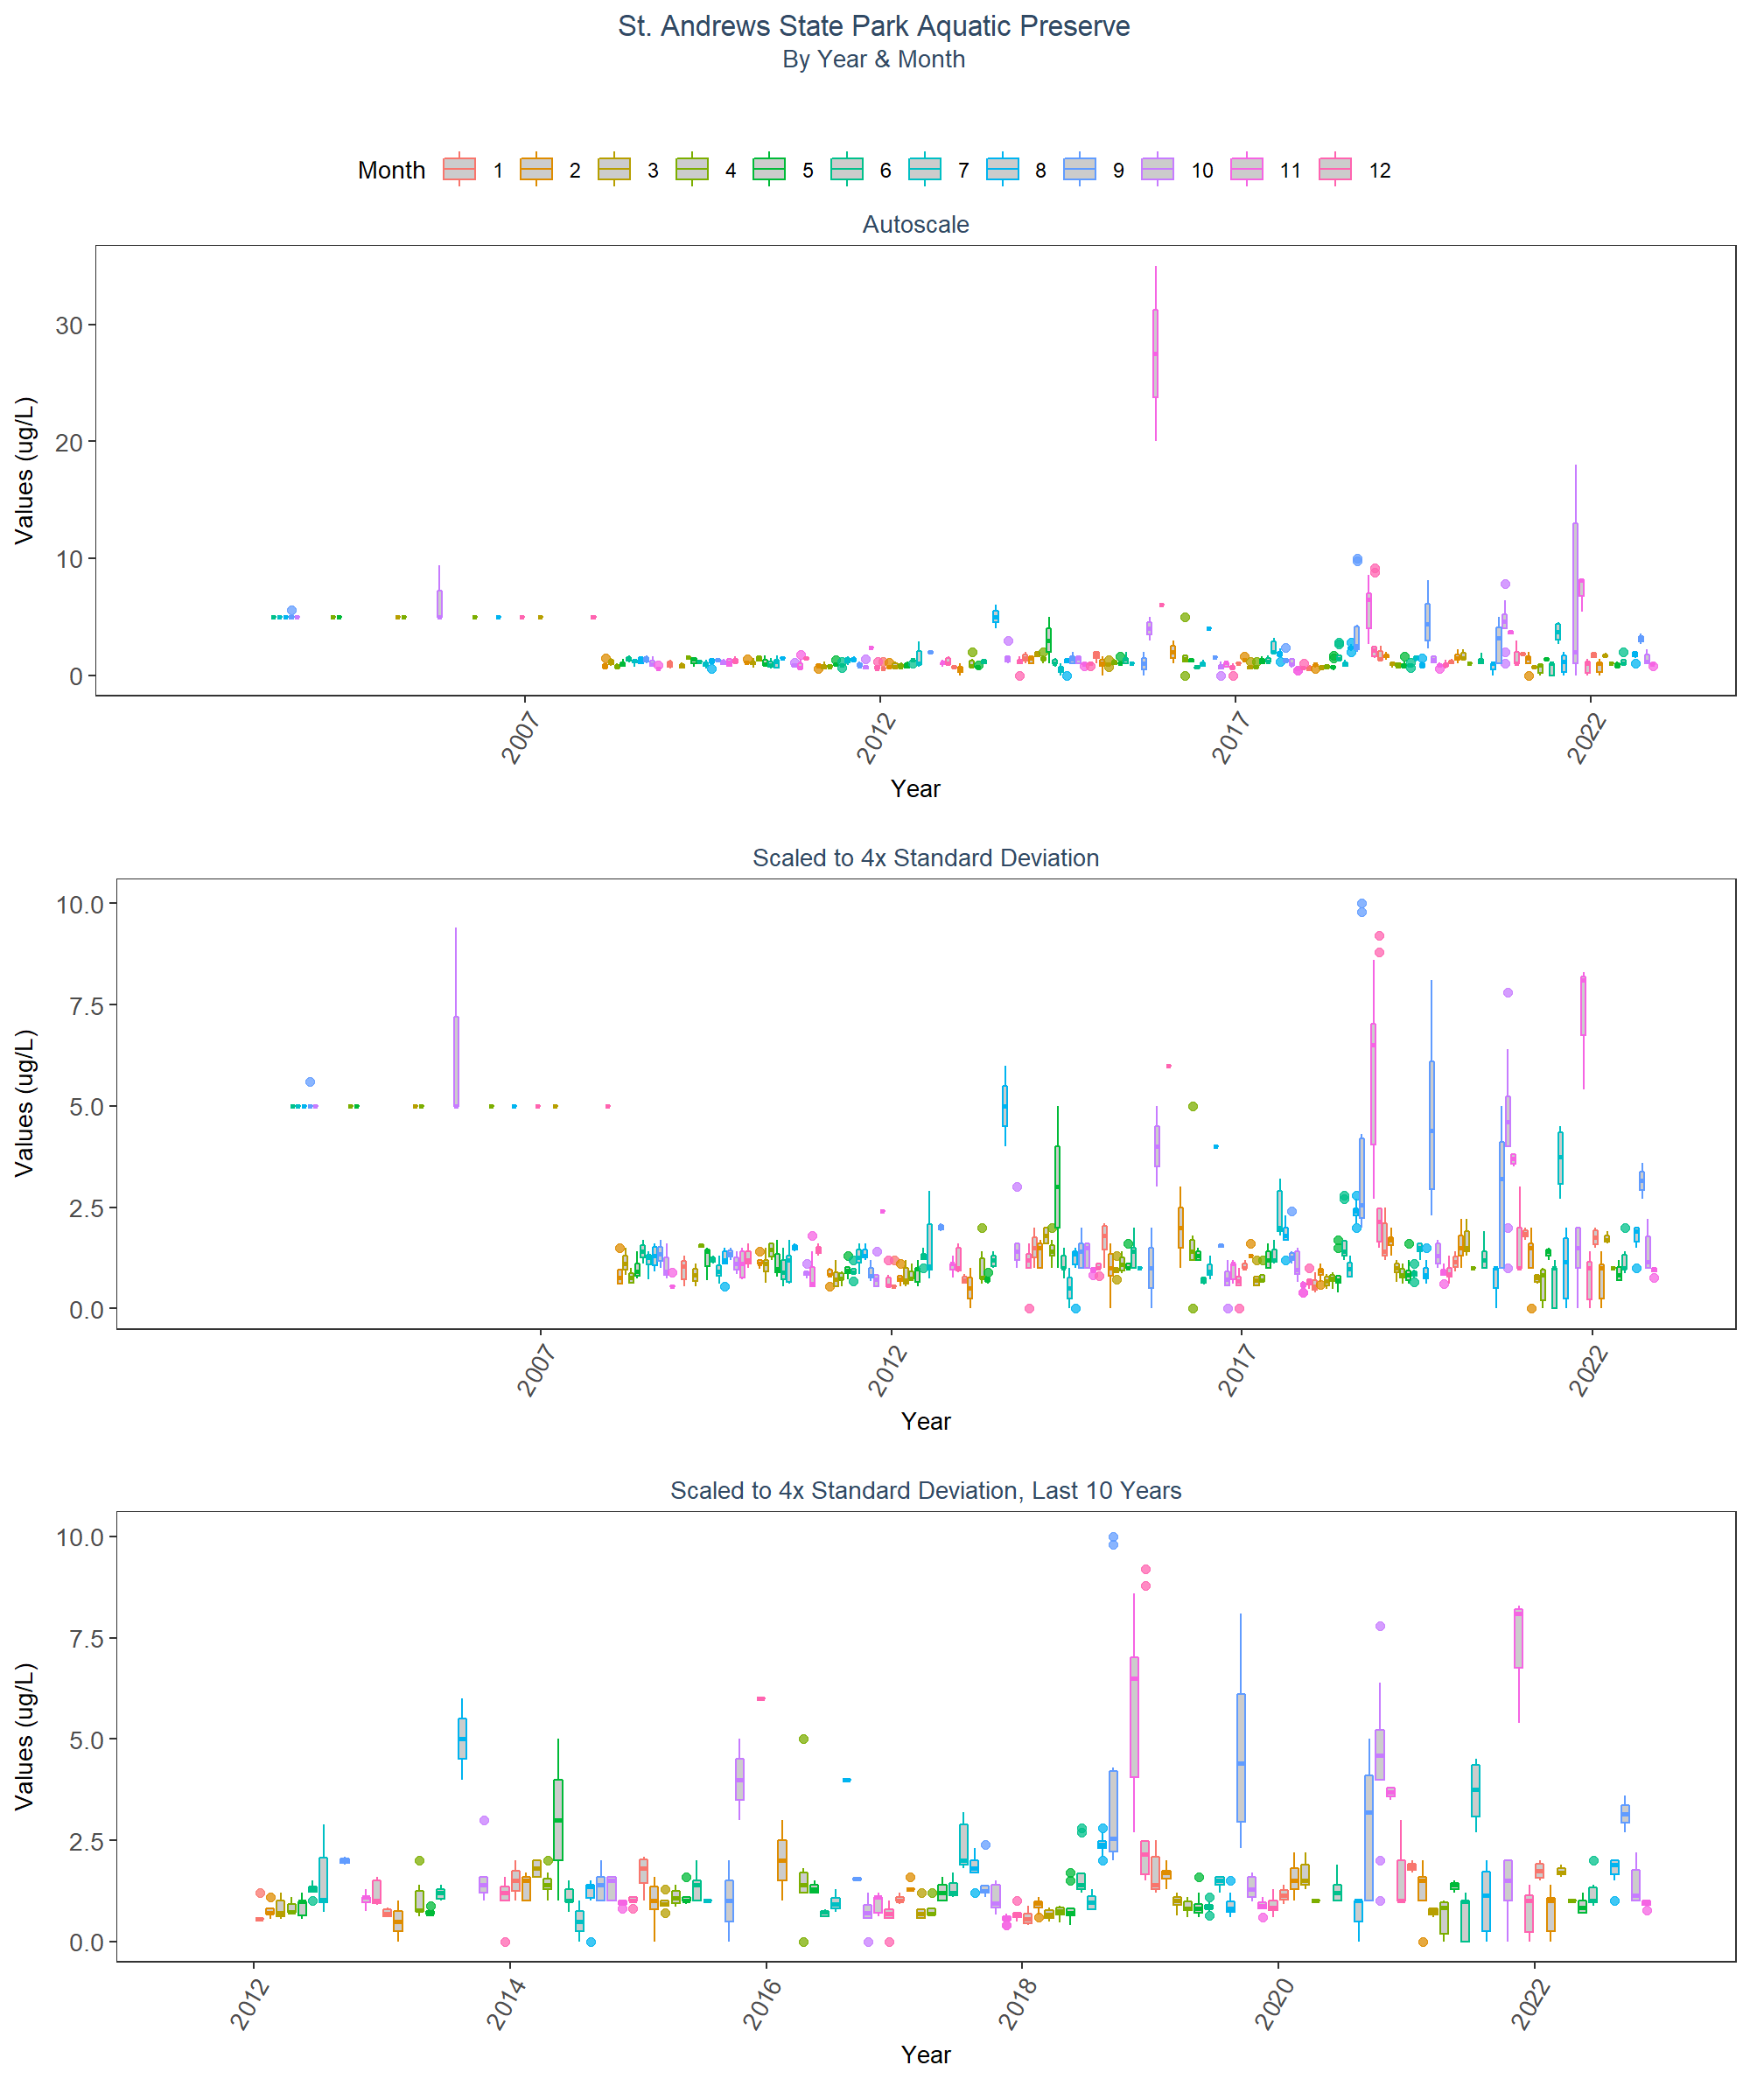 St. Andrews State Park Aquatic Preserve
By Year & Month
Month 1 2 3 4 5 6 7 8 9 10 11 12
Autoscale
Values (ug/L)
30
20
10
0
2007 2012 2017 2022
Year
Scaled to 4x Standard Deviation
Values (ug/L)
10.0
7.5
5.0
2.5
0.0
2007 2012 2017 2022
Year
Scaled to 4x Standard Deviation, Last 10 Years
Values (ug/L)
10.0
7.5
5.0
2.5
0.0
2012 2014 2016 2018 2020 2022
Year